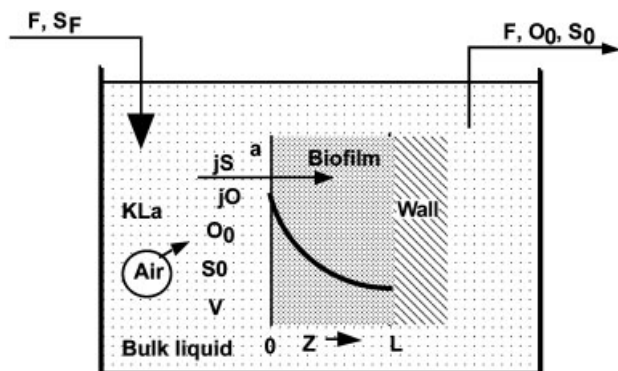 F, SF
F, O0, S0
jS
a
Biofilm
jO
Wall
KLa
O0
Air
S0
V
Bulk liquid
0
Z
L